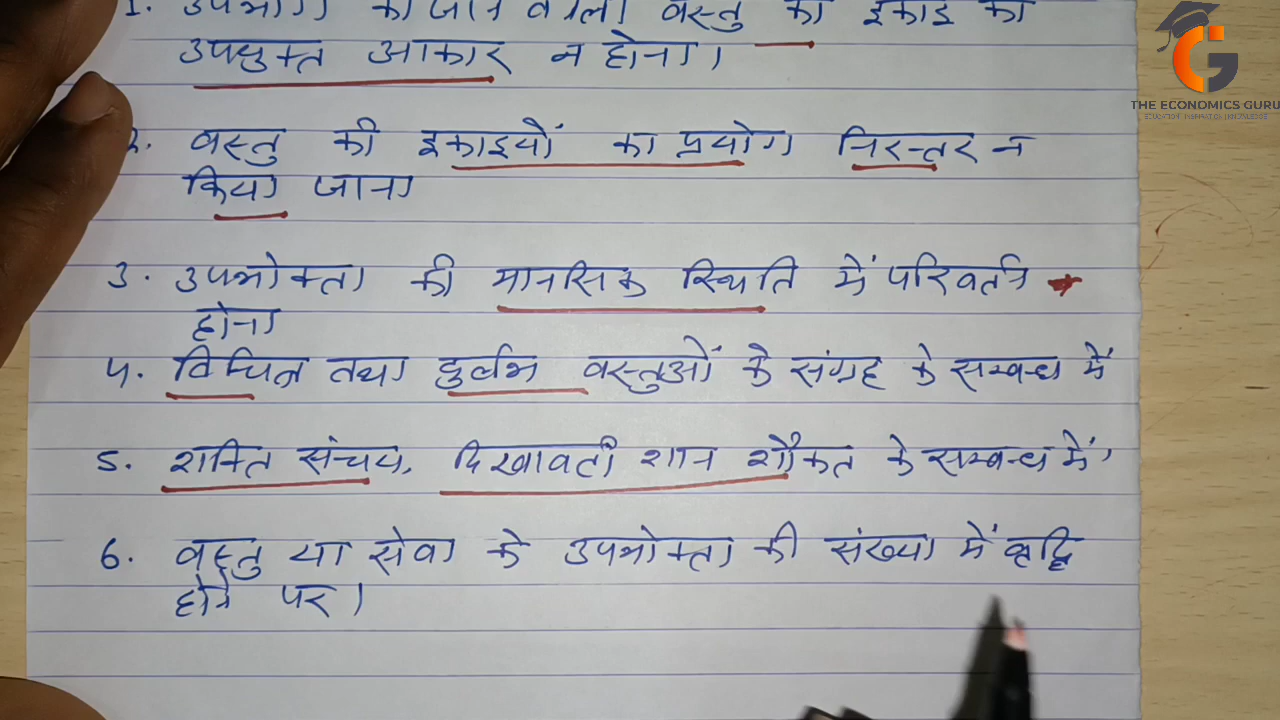 1. उपभोग की जाने वाली वस्तु की इकाई का
उपयुक्त आकार न होना।
THE ECONOMICS GURU
2. वस्तु की इकाइयों का प्रयोग निरन्तर न
किया जाना
3. उपभोक्ता की मानसिक स्थिति में परिवर्तन
होना
4. विचित्र तथा दुर्लभ वस्तुओं के संग्रह के सम्बन्ध में
5. शक्ति संचय, दिखावटी शान शौकत के सम्बन्ध में,
6. वस्तु या सेवा के उपभोक्ता की संख्या में वृद्धि
होने पर।